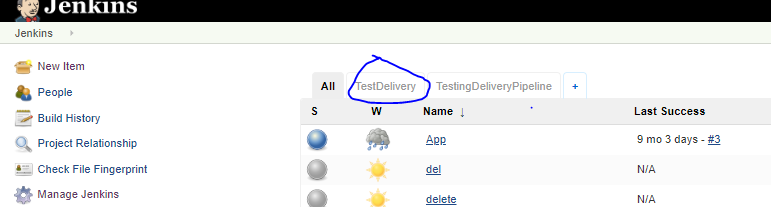 Jenkins
Jenkins
New Item
People
Build History
Project Relationship
Check File Fingerprint
Manage Jenkins
All TestDelivery TestingDeliveryPipeline +
S W Name ↓ Last Success
App 9 mo 3 days - #3
del N/A
delete N/A